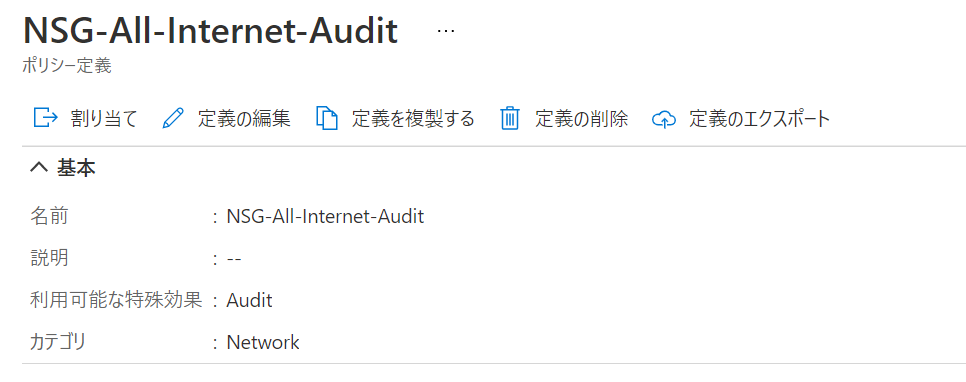 NSG-All-Internet-Audit ...
ポリシー定義
割り当て 定義の編集 定義を複製する 定義の削除 定義のエクスポート
基本
名前 : NSG-All-Internet-Audit
説明 : --
利用可能な特殊効果 : Audit
カテゴリ : Network